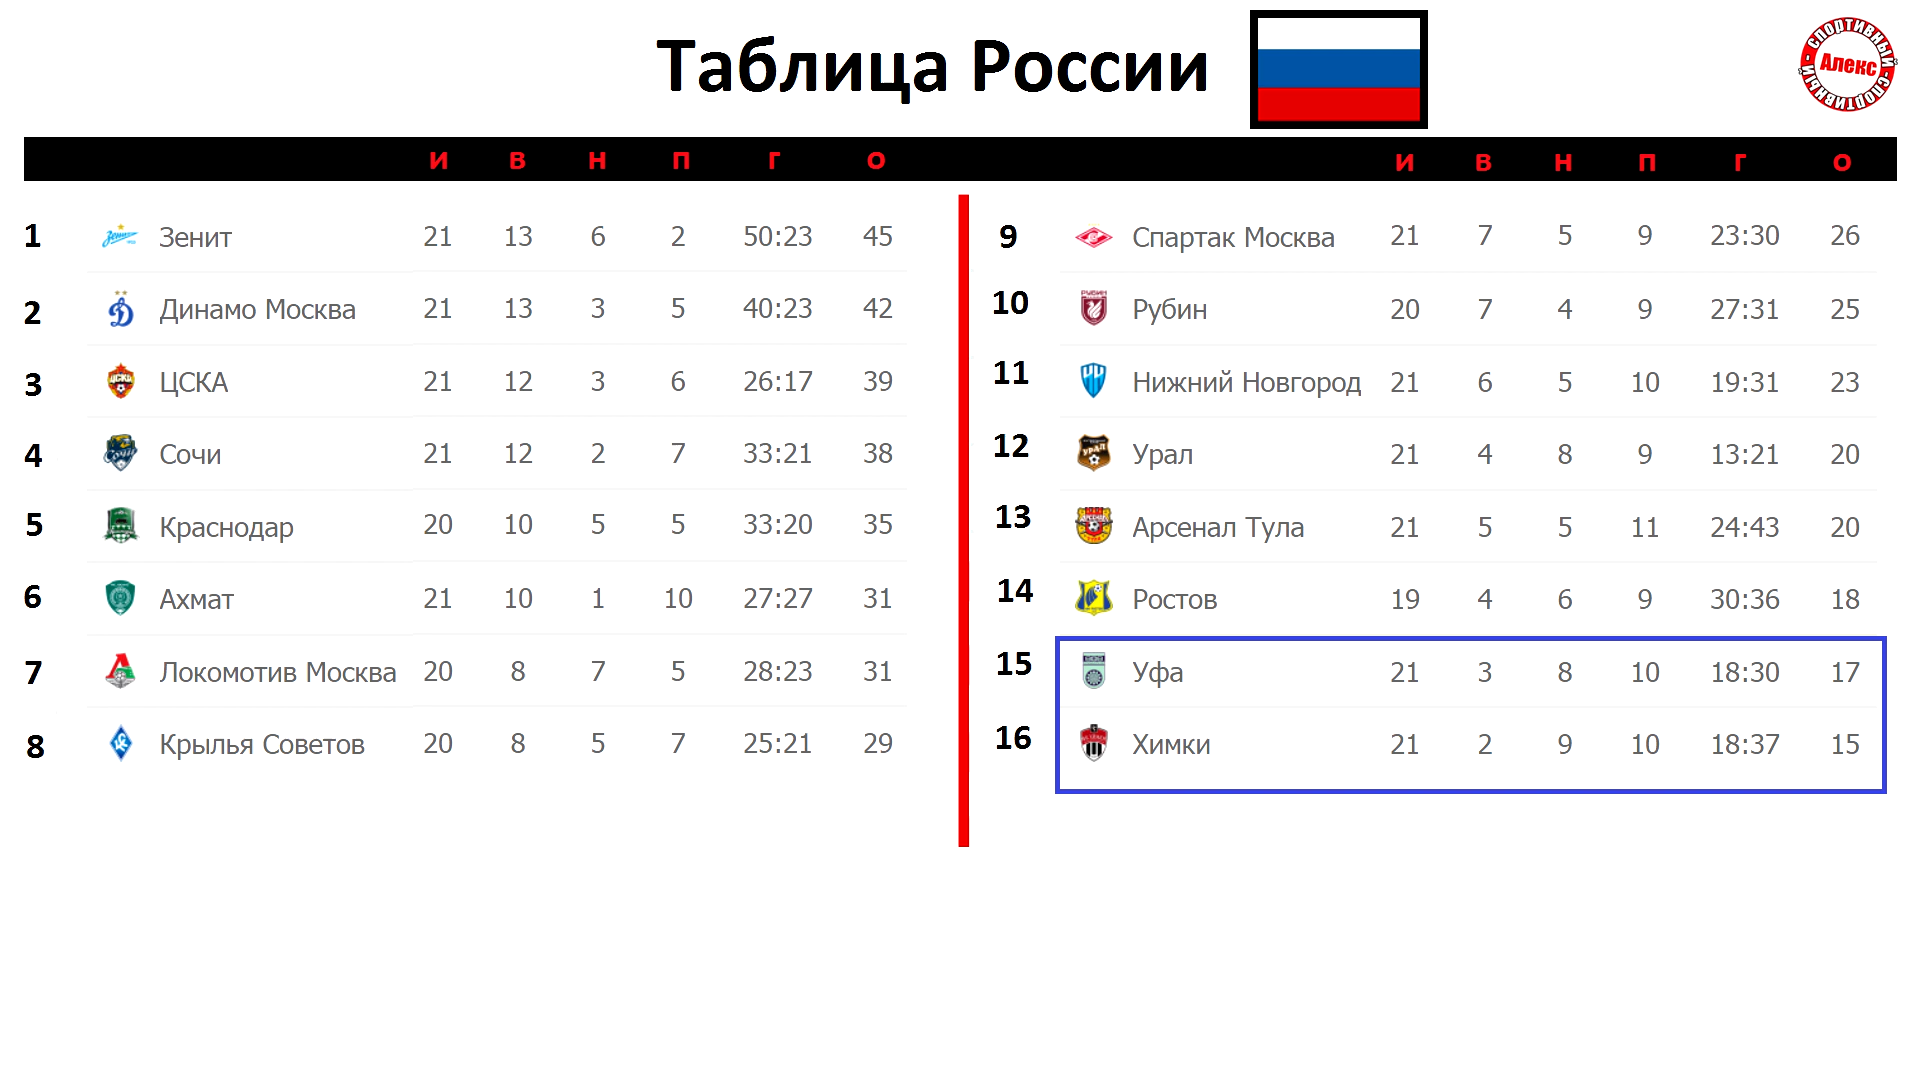 Таблица России
СПОРТИВНЫЙ
Алекс
СПОРТИВНЫЙ
И В Н П Г О
1 Зенит 21 13 6 2 50:23 45
2 Динамо Москва 21 13 3 5 40:23 42
3 ЦСКА 21 12 3 6 26:17 39
4 Сочи 21 12 2 7 33:21 38
5 Краснодар 20 10 5 5 33:20 35
6 Ахмат 21 10 1 10 27:27 31
7 Локомотив Москва 20 8 7 5 28:23 31
8 Крылья Советов 20 8 5 7 25:21 29
И В Н П Г О
9 Спартак Москва 21 7 5 9 23:30 26
10 Рубин 20 7 4 9 27:31 25
11 Нижний Новгород 21 6 5 10 19:31 23
12 Урал 21 4 8 9 13:21 20
13 Арсенал Тула 21 5 5 11 24:43 20
14 Ростов 19 4 6 9 30:36 18
15 Уфа 21 3 8 10 18:30 17
16 Химки 21 2 9 10 18:37 15